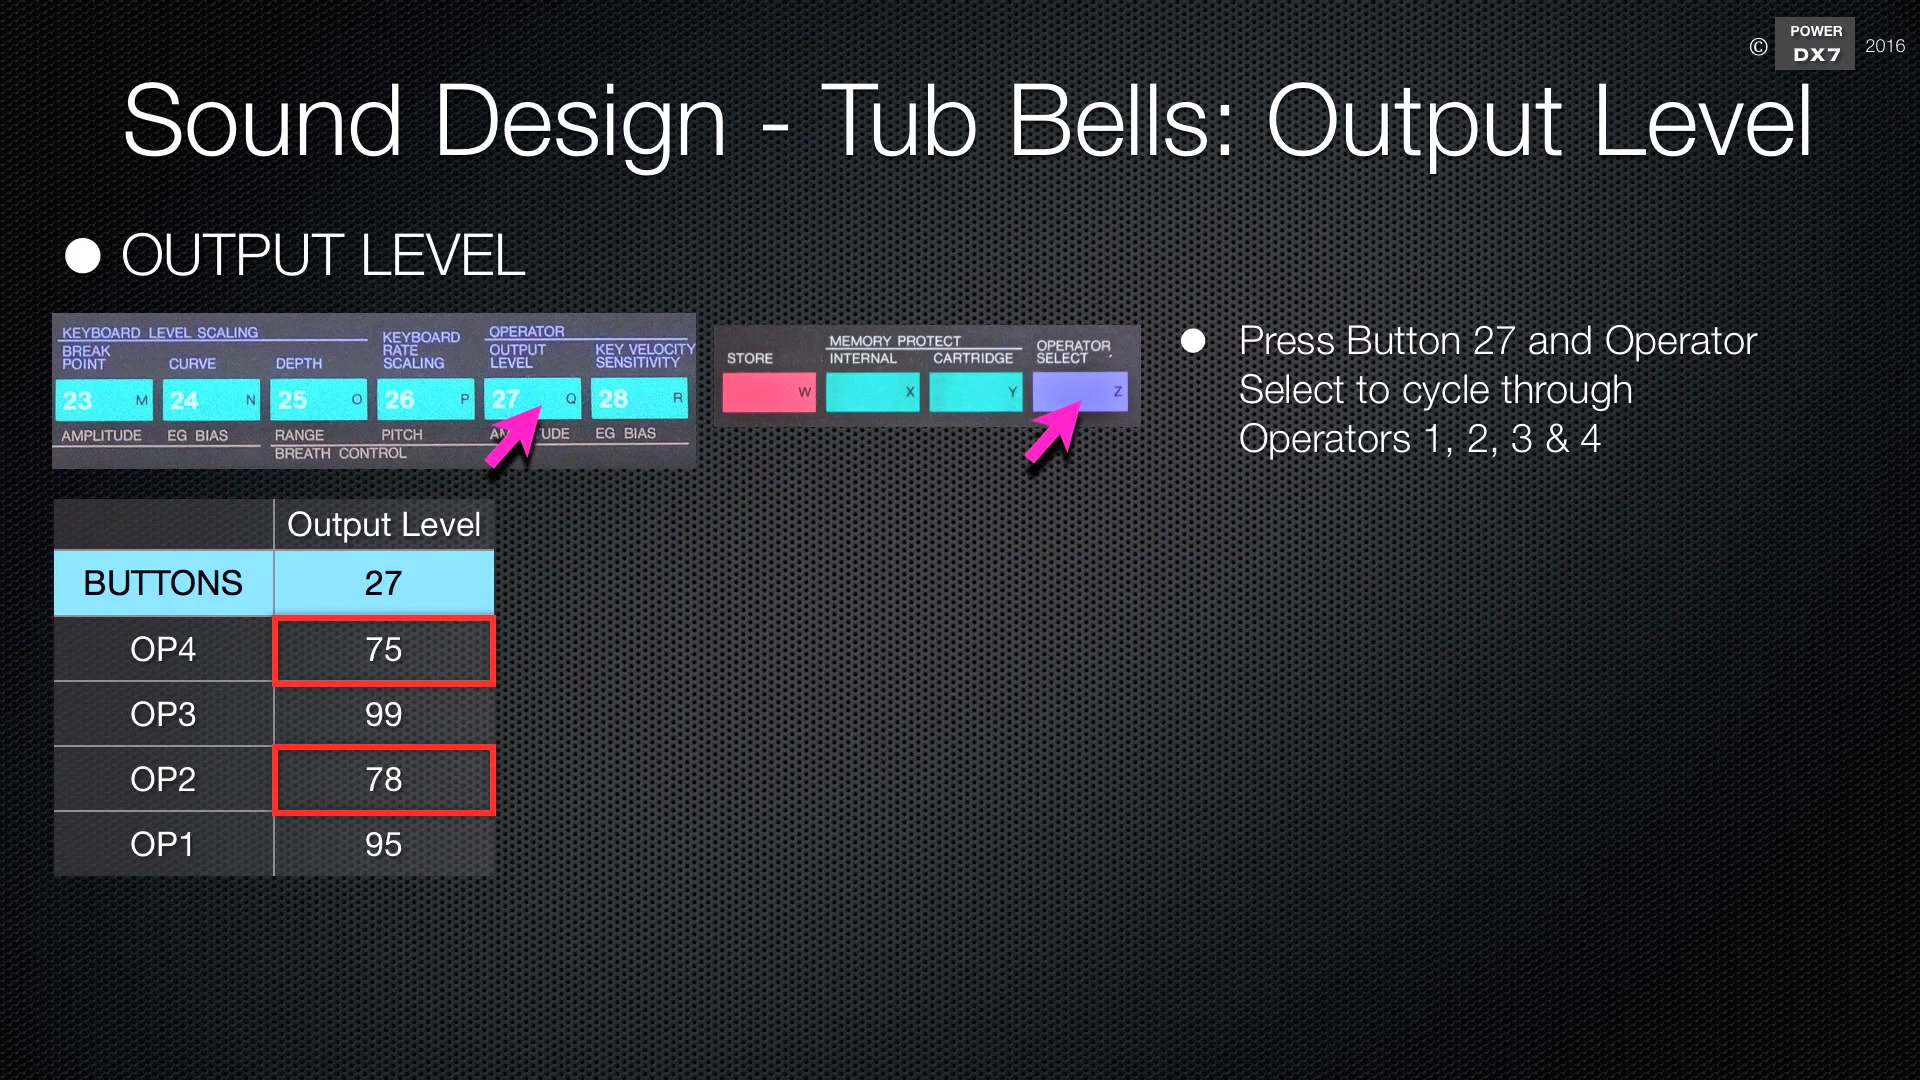 © POWER DX7 2016
Sound Design - Tub Bells: Output Level
● OUTPUT LEVEL
KEYBOARD LEVEL SCALING
BREAK POINT
CURVE
DEPTH
KEYBOARD RATE SCALING
OPERATOR
OUTPUT LEVEL
KEY VELOCITY SENSITIVITY
23 M
24 N
25 O
26 P
27 Q
28 R
AMPLITUDE
EG BIAS
RANGE
PITCH
EG BIAS
BREATH CONTROL
STORE
MEMORY PROTECT
INTERNAL
CARTRIDGE
OPERATOR SELECT
W
X
Y
Z
● Press Button 27 and Operator
Select to cycle through
Operators 1, 2, 3 & 4
Output Level
BUTTONS 27
OP4 75
OP3 99
OP2 78
OP1 95